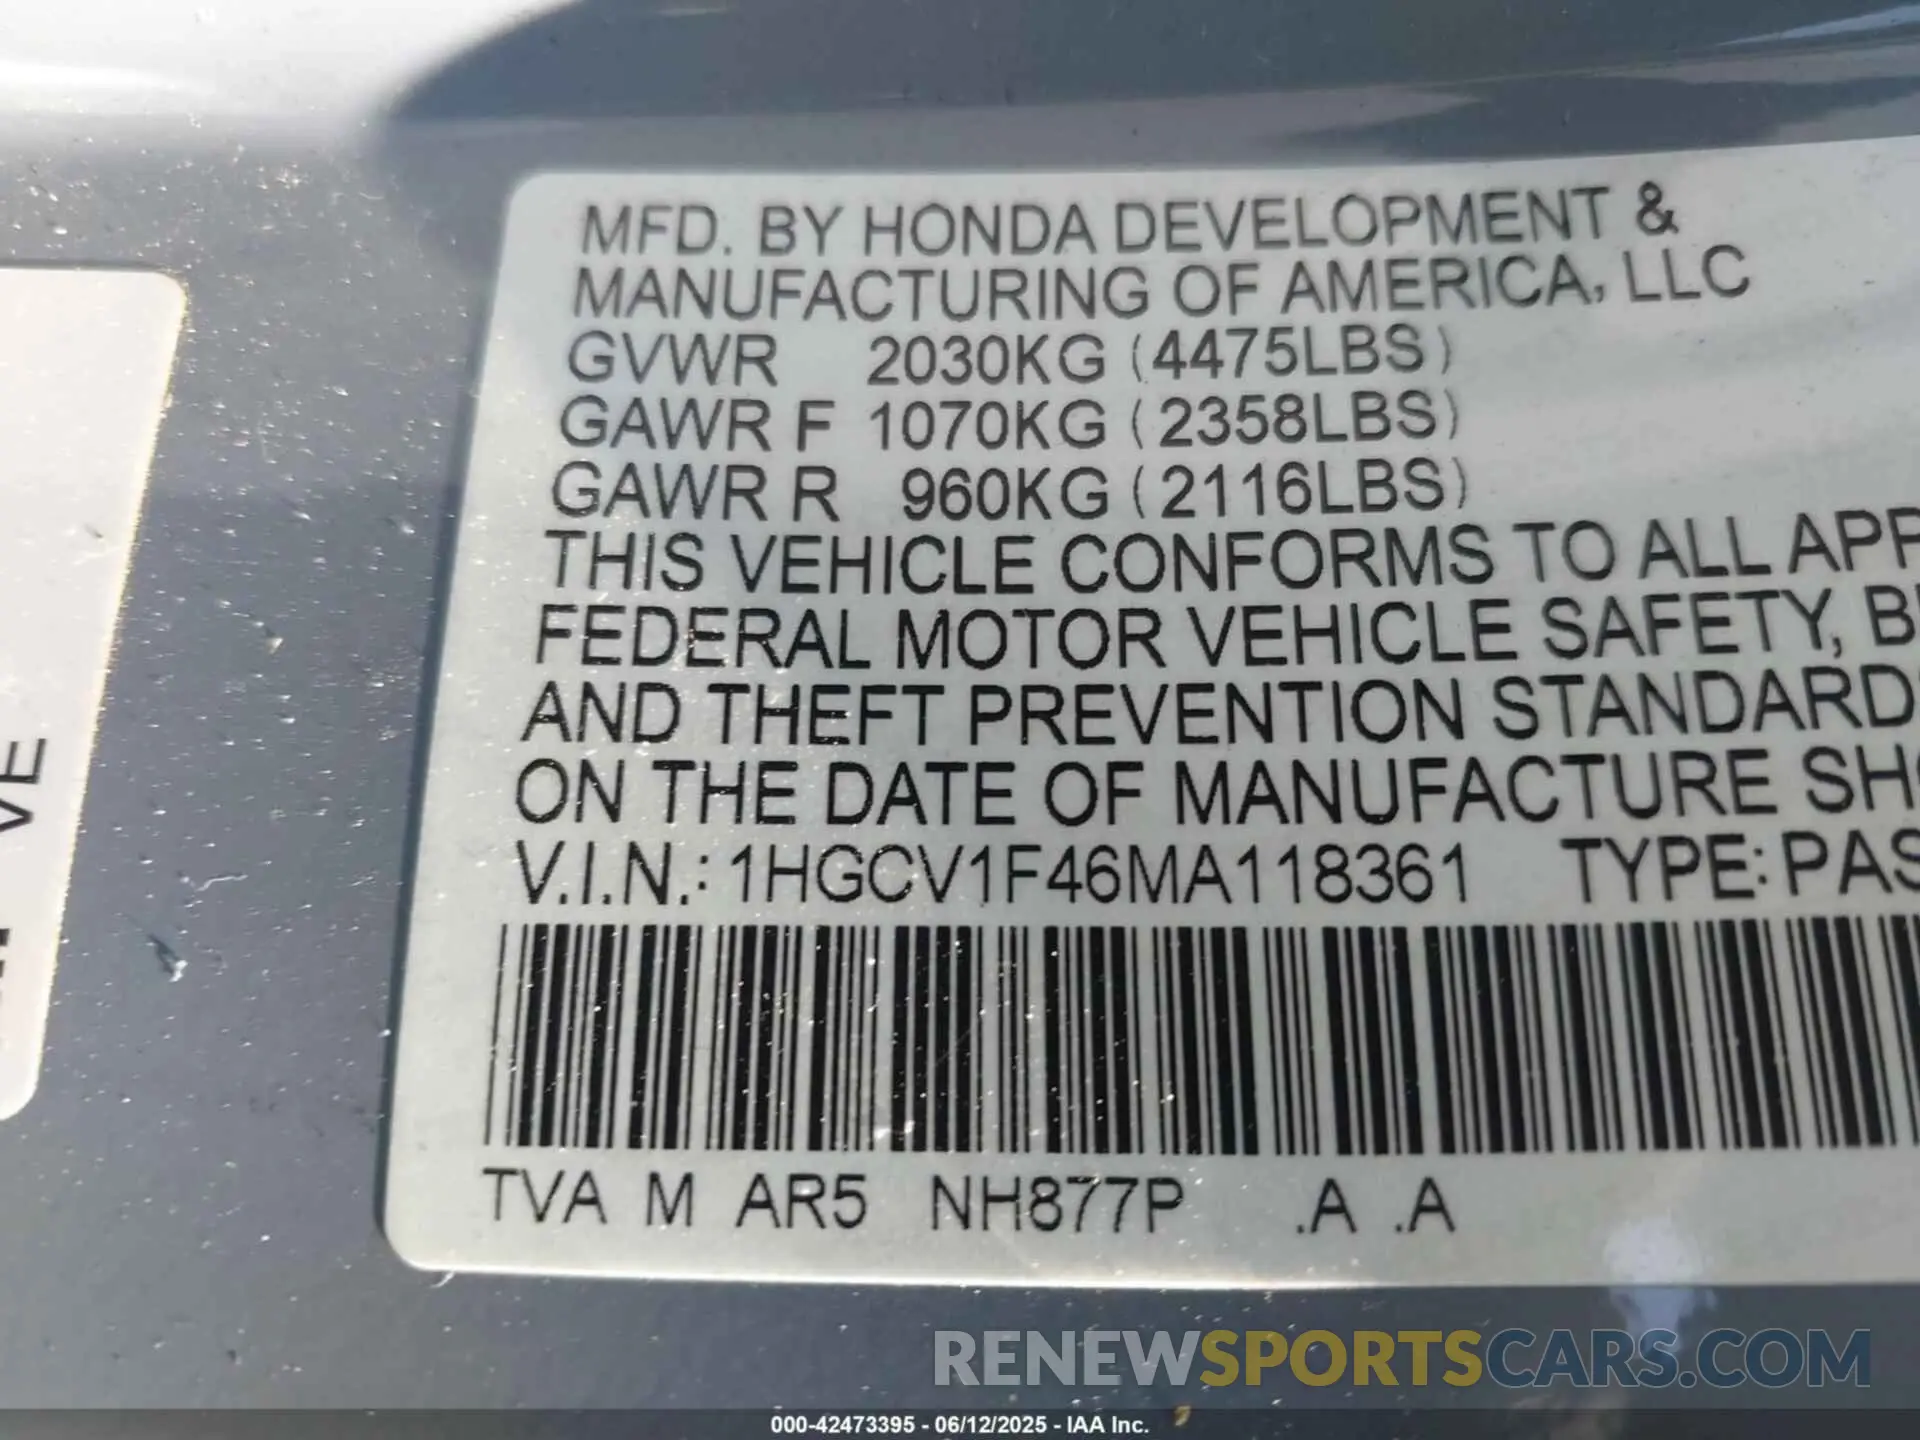 MFD. BY HONDA DEVELOPMENT &
MANUFACTURING OF AMERICA, LLC
GVWR 2030KG (4475LBS)
GAWR F 1070KG (2358LBS)
GAWR R 960KG (2116LBS)
THIS VEHICLE CONFORMS TO ALL APP
FEDERAL MOTOR VEHICLE SAFETY, B
AND THEFT PREVENTION STANDARD
ON THE DATE OF MANUFACTURE SH
V.I.N.: 1HGCV1F46MA118361 TYPE: PAS
TVA M AR5 NH877P .A .A
VE
RENEWSPORTSCARS.COM
000-42473395 - 06/12/2025 - IAA Inc.